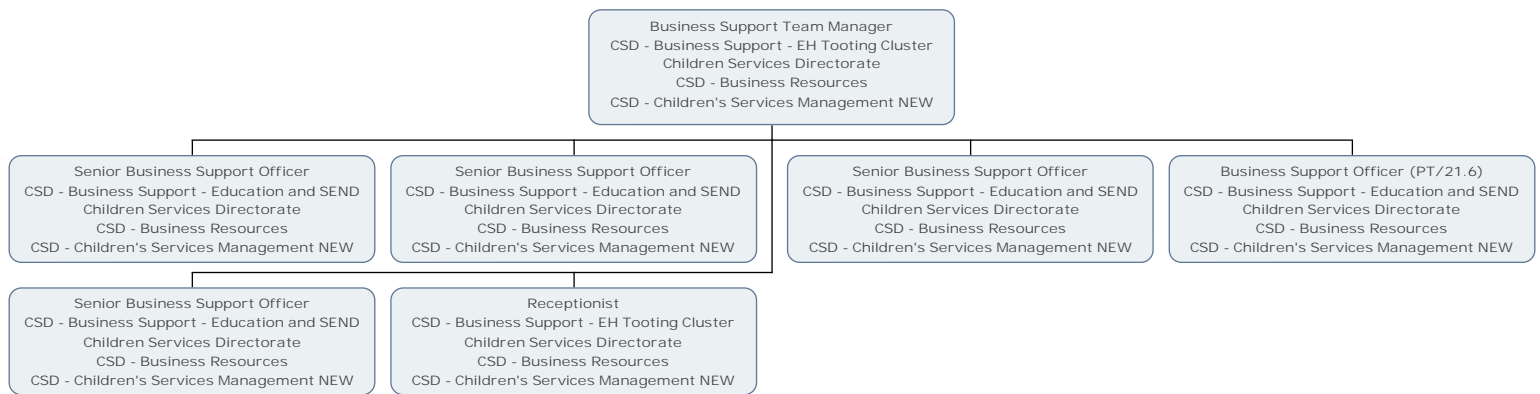 Business Support Team Manager
CSD - Business Support - EH Tooting Cluster
Children Services Directorate
CSD - Business Resources
CSD - Children's Services Management NEW
Senior Business Support Officer
CSD - Business Support - Education and SEND
Children Services Directorate
CSD - Business Resources
CSD - Children's Services Management NEW
Senior Business Support Officer
CSD - Business Support - Education and SEND
Children Services Directorate
CSD - Business Resources
CSD - Children's Services Management NEW
Senior Business Support Officer
CSD - Business Support - Education and SEND
Children Services Directorate
CSD - Business Resources
CSD - Children's Services Management NEW
Business Support Officer (PT/21.6)
CSD - Business Support - Education and SEND
Children Services Directorate
CSD - Business Resources
CSD - Children's Services Management NEW
Senior Business Support Officer
CSD - Business Support - Education and SEND
Children Services Directorate
CSD - Business Resources
CSD - Children's Services Management NEW
Receptionist
CSD - Business Support - EH Tooting Cluster
Children Services Directorate
CSD - Business Resources
CSD - Children's Services Management NEW